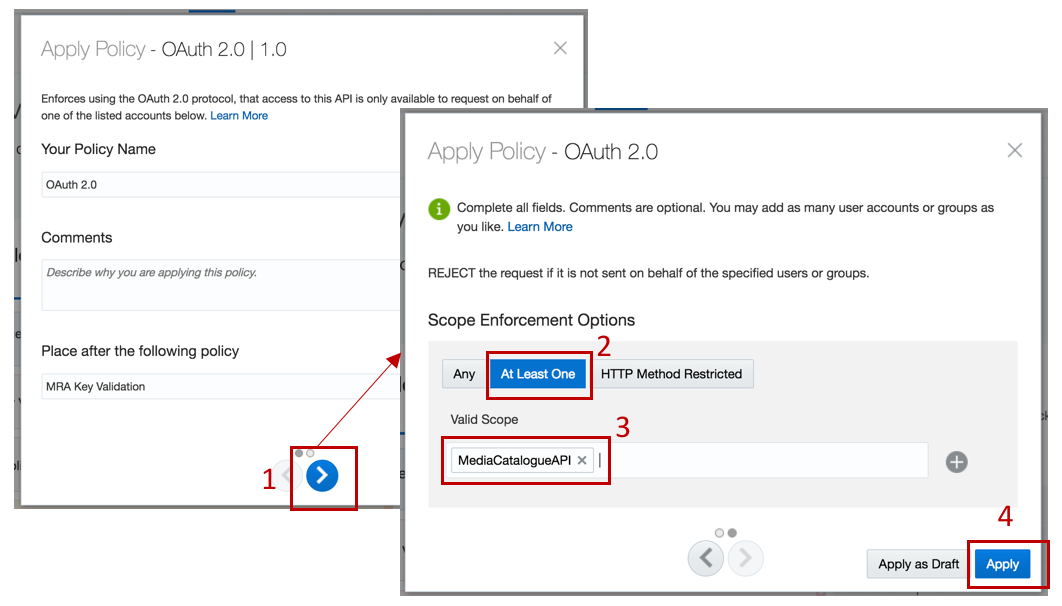 Apply Policy - OAuth 2.0 | 1.0
Enforces using the OAuth 2.0 protocol, that access to this API is only available to request on behalf of
one of the listed accounts below. Learn More
Your Policy Name
OAuth 2.0
Comments
Describe why you are applying this policy.
Place after the following policy
MRA Key Validation
1
Apply Policy - OAuth 2.0
Complete all fields. Comments are optional. You may add as many user accounts or groups as
you like. Learn More
REJECT the request if it is not sent on behalf of the specified users or groups.
Scope Enforcement Options
2
Any At Least One HTTP Method Restricted
Valid Scope
3
MediaCatalogueAPI
4
Apply as Draft Apply